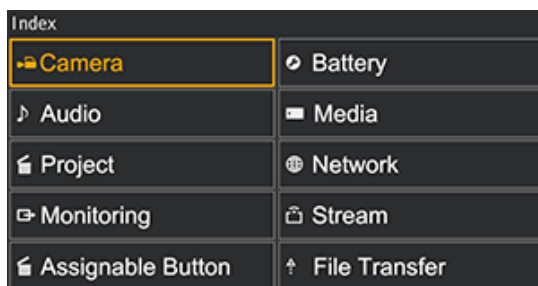 Index
Camera
Battery
Audio
Media
Project
Network
Monitoring
Stream
Assignable Button
File Transfer